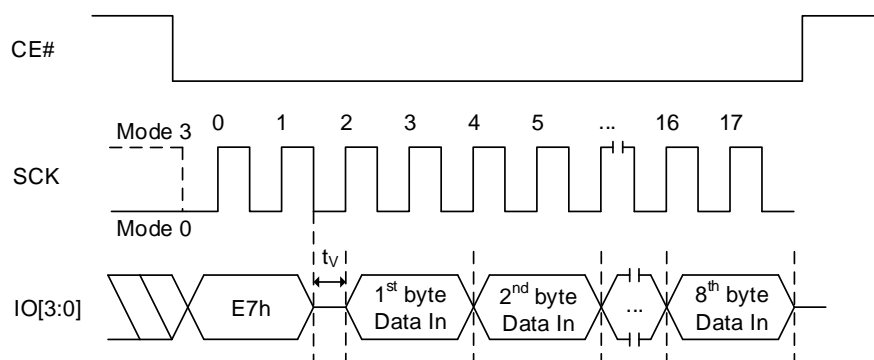 CE#
Mode 3
0 1 2 3 4 5 ... 16 17
SCK
Mode 0
tV
IO[3:0]
E7h
1st byte
Data In
2nd byte
Data In
...
8th byte
Data In